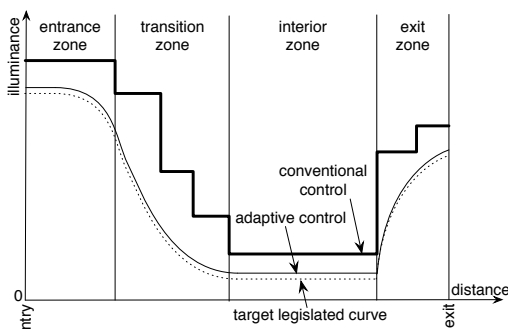 entrance
zone
transition
zone
interior
zone
exit
zone
illuminance
conventional
control
adaptive control
0
distance
target legislated curve
ntry
exit